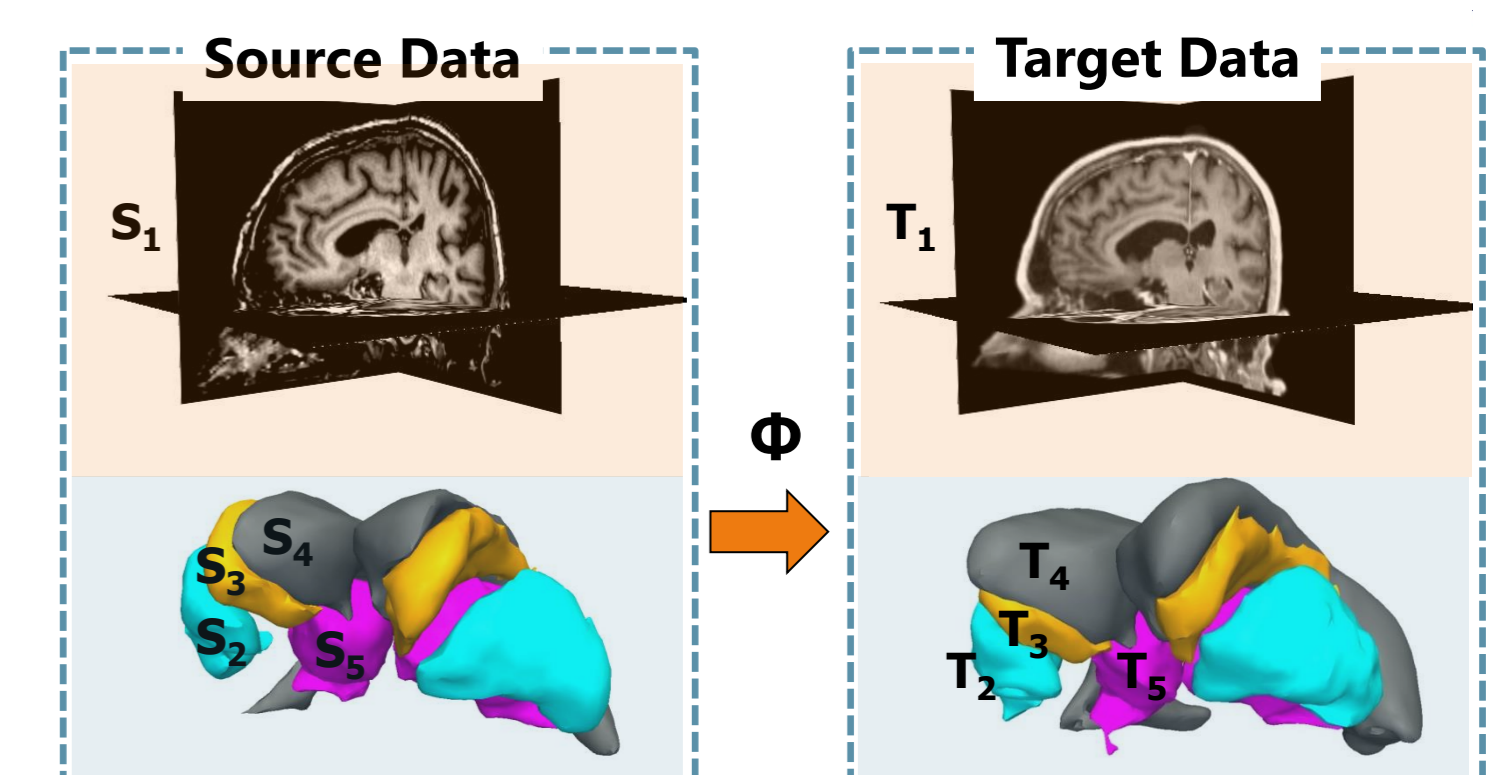 Source Data
S₁
S₄
S₃
S₂
S₅
Φ
Target Data
T₁
T₄
T₃
T₂
T₅